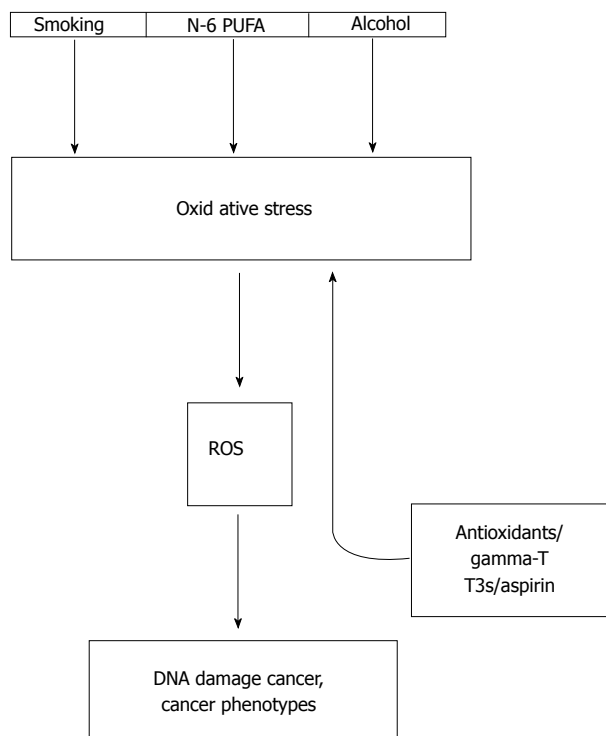 Smoking N-6 PUFA Alcohol
Oxid ative stress
ROS
Antioxidants/
gamma-T
T3s/aspirin
DNA damage cancer,
cancer phenotypes